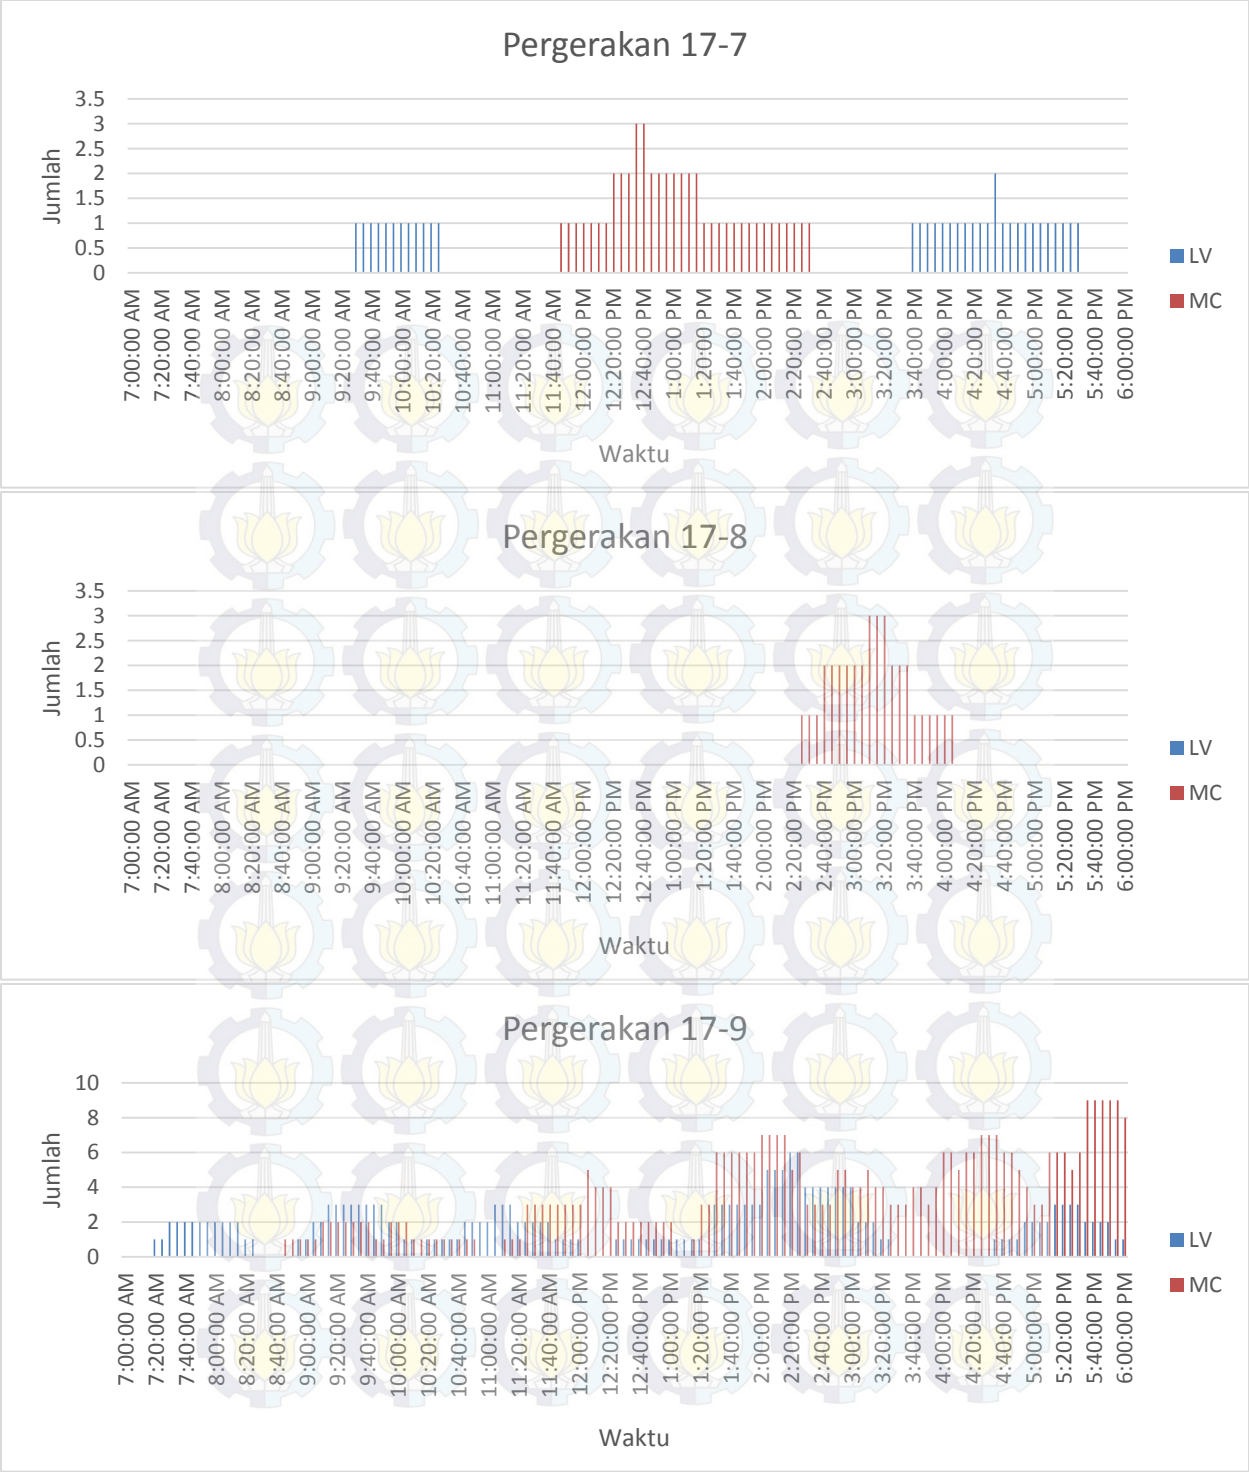 Pergerakan 17-7
3.5
3
2.5
2
1.5
1
0.5
0
Jumlah
7:00:00 AM
7:20:00 AM
7:40:00 AM
8:00:00 AM
8:20:00 AM
8:40:00 AM
9:00:00 AM
9:20:00 AM
9:40:00 AM
10:00:00 AM
10:20:00 AM
10:40:00 AM
11:00:00 AM
11:20:00 AM
11:40:00 AM
12:00:00 PM
12:20:00 PM
12:40:00 PM
1:00:00 PM
1:20:00 PM
1:40:00 PM
2:00:00 PM
2:20:00 PM
2:40:00 PM
3:00:00 PM
3:20:00 PM
3:40:00 PM
4:00:00 PM
4:20:00 PM
4:40:00 PM
5:00:00 PM
5:20:00 PM
5:40:00 PM
6:00:00 PM
Waktu
LV
MC
Pergerakan 17-8
3.5
3
2.5
2
1.5
1
0.5
0
Jumlah
7:00:00 AM
7:20:00 AM
7:40:00 AM
8:00:00 AM
8:20:00 AM
8:40:00 AM
9:00:00 AM
9:20:00 AM
9:40:00 AM
10:00:00 AM
10:20:00 AM
10:40:00 AM
11:00:00 AM
11:20:00 AM
11:40:00 AM
12:00:00 PM
12:20:00 PM
12:40:00 PM
1:00:00 PM
1:20:00 PM
1:40:00 PM
2:00:00 PM
2:20:00 PM
2:40:00 PM
3:00:00 PM
3:20:00 PM
3:40:00 PM
4:00:00 PM
4:20:00 PM
4:40:00 PM
5:00:00 PM
5:20:00 PM
5:40:00 PM
6:00:00 PM
Waktu
LV
MC
Pergerakan 17-9
10
8
6
4
2
0
Jumlah
7:00:00 AM
7:20:00 AM
7:40:00 AM
8:00:00 AM
8:20:00 AM
8:40:00 AM
9:00:00 AM
9:20:00 AM
9:40:00 AM
10:00:00 AM
10:20:00 AM
10:40:00 AM
11:00:00 AM
11:20:00 AM
11:40:00 AM
12:00:00 PM
12:20:00 PM
12:40:00 PM
1:00:00 PM
1:20:00 PM
1:40:00 PM
2:00:00 PM
2:20:00 PM
2:40:00 PM
3:00:00 PM
3:20:00 PM
3:40:00 PM
4:00:00 PM
4:20:00 PM
4:40:00 PM
5:00:00 PM
5:20:00 PM
5:40:00 PM
6:00:00 PM
Waktu
LV
MC